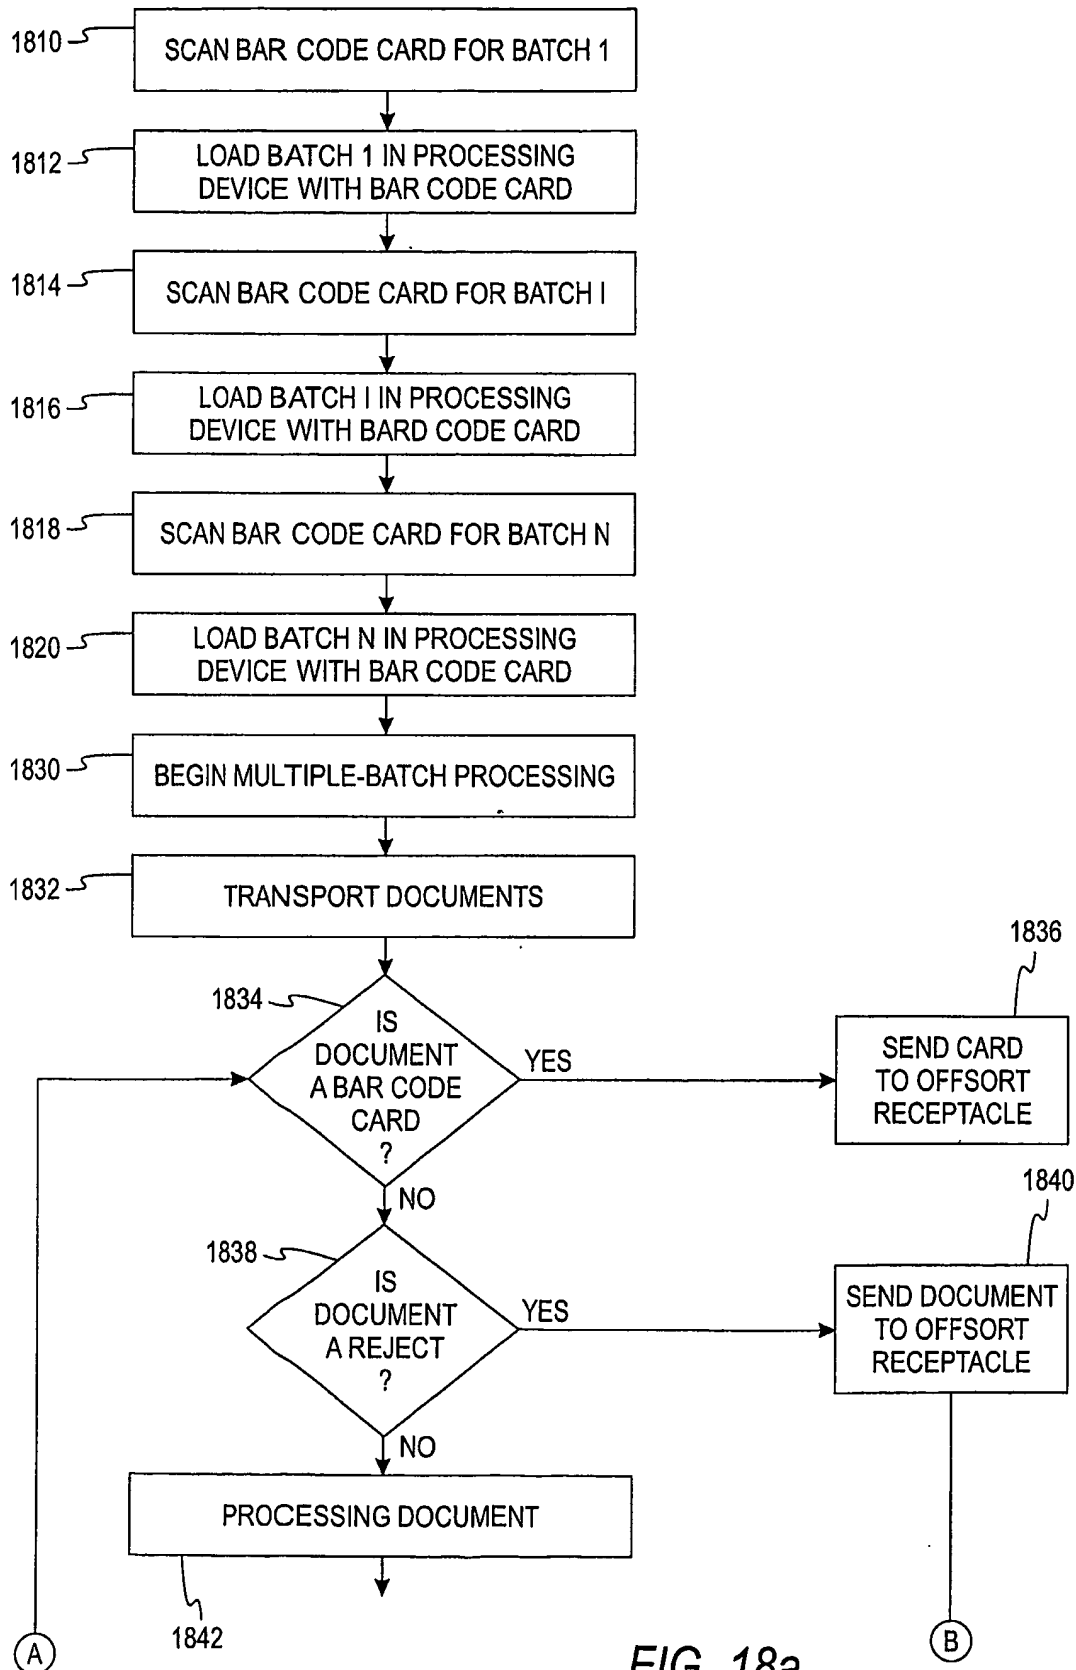 1810
SCAN BAR CODE CARD FOR BATCH 1
1812
LOAD BATCH 1 IN PROCESSING
DEVICE WITH BAR CODE CARD
1814
SCAN BAR CODE CARD FOR BATCH I
1816
LOAD BATCH I IN PROCESSING
DEVICE WITH BARD CODE CARD
1818
SCAN BAR CODE CARD FOR BATCH N
1820
LOAD BATCH N IN PROCESSING
DEVICE WITH BAR CODE CARD
1830
BEGIN MULTIPLE-BATCH PROCESSING
1832
TRANSPORT DOCUMENTS
1834
IS
DOCUMENT
A BAR CODE
CARD
?
YES
1836
SEND CARD
TO OFFSORT
RECEPTACLE
NO
1838
IS
DOCUMENT
A REJECT
?
YES
1840
SEND DOCUMENT
TO OFFSORT
RECEPTACLE
NO
PROCESSING DOCUMENT
1842
A
B
FIG. 18a